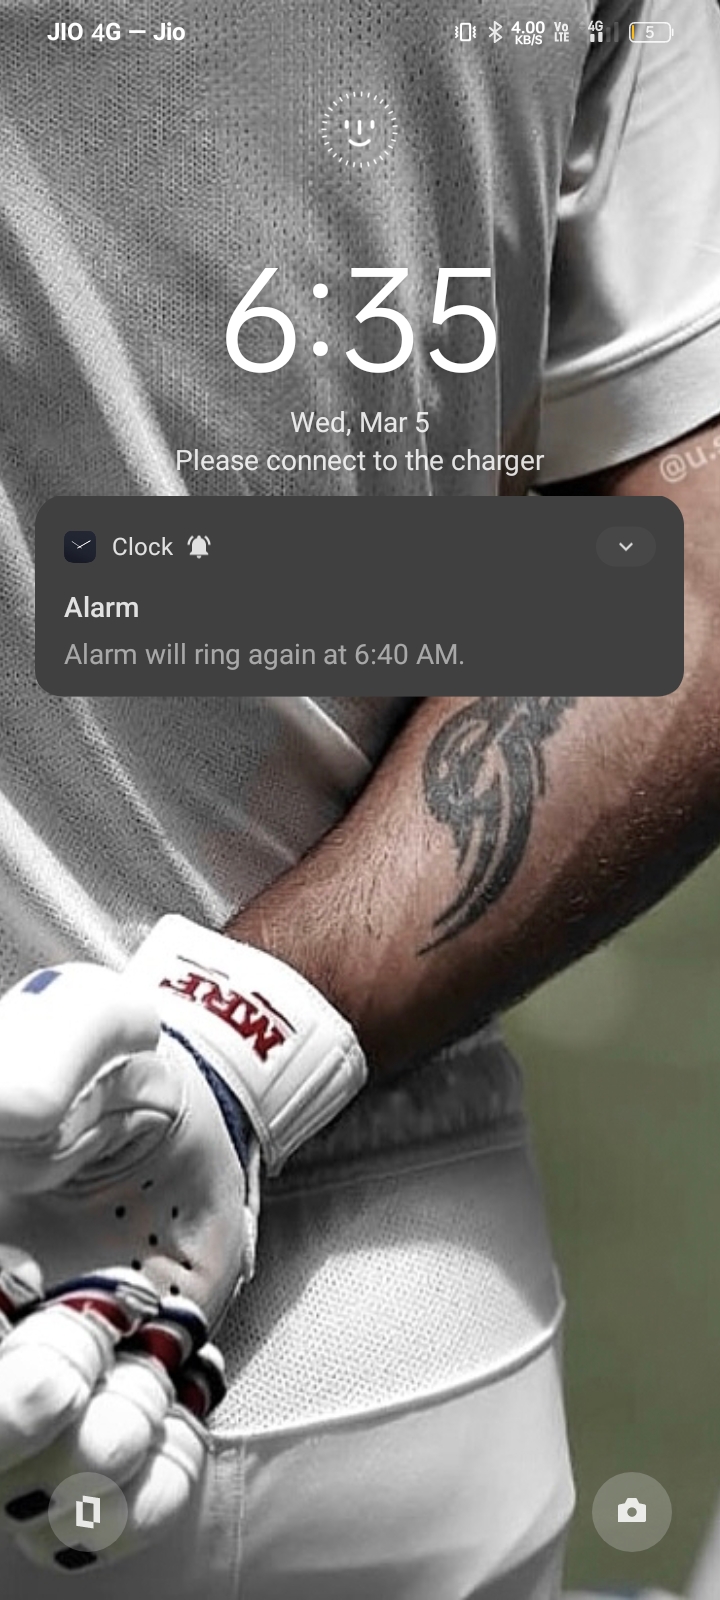 JIO 4G — Jio
4.00
KB/S
Vo
LTE
4G
5
6:35
Wed, Mar 5
Please connect to the charger
@u.s
Clock
Alarm
Alarm will ring again at 6:40 AM.
MRF